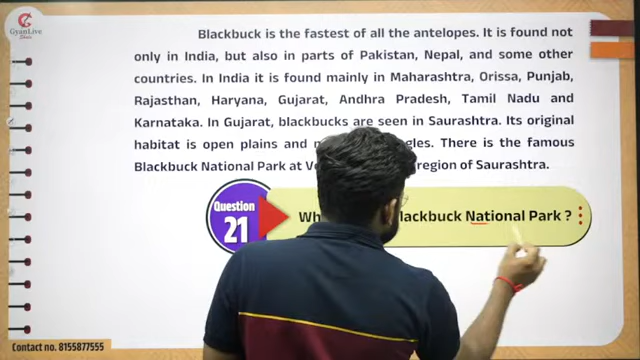 GyanLive
Blackbuck is the fastest of all the antelopes. It is found not
only in India, but also in parts of Pakistan, Nepal, and some other
countries. In India it is found mainly in Maharashtra, Orissa, Punjab,
Rajasthan, Haryana, Gujarat, Andhra Pradesh, Tamil Nadu and
Karnataka. In Gujarat, blackbucks are seen in Saurashtra. Its original
habitat is open plains and There is the famous
Blackbuck National Park at region of Saurashtra.
Question
21
Blackbuck National Park ?
Contact no. 8155877555